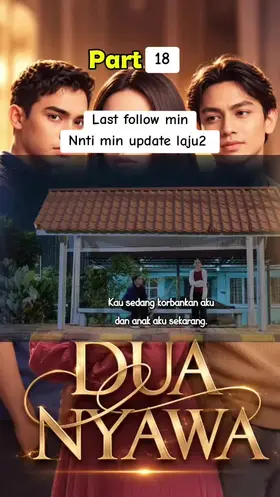 Part 18
Last follow min
Nnti min update laju2
Kau sedang korbankan aku
dan anak aku sekarang.
DUA
NYAWA